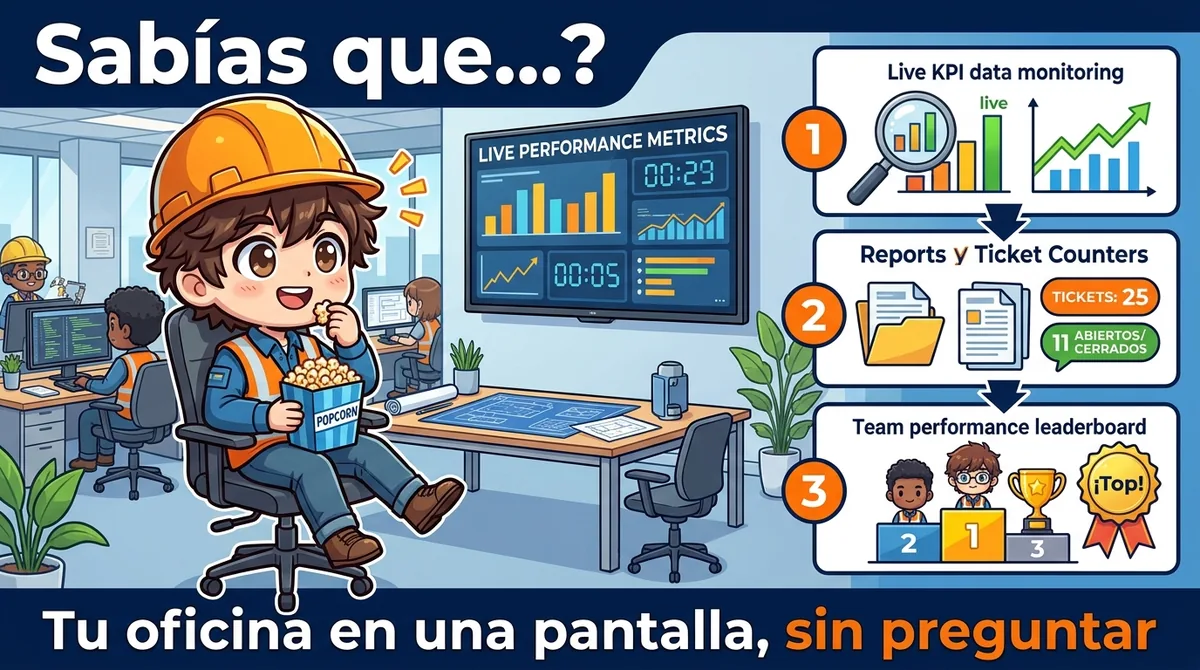 Sabías que...?
LIVE PERFORMANCE METRICS
00:29
00:05
POPCORN
1
Live KPI data monitoring
live
2
Reports y Ticket Counters
TICKETS: 25
11 ABIERTOS/
CERRADOS
3
Team performance leaderboard
¡Top!
2
1
3
Tu oficina en una pantalla, sin preguntar